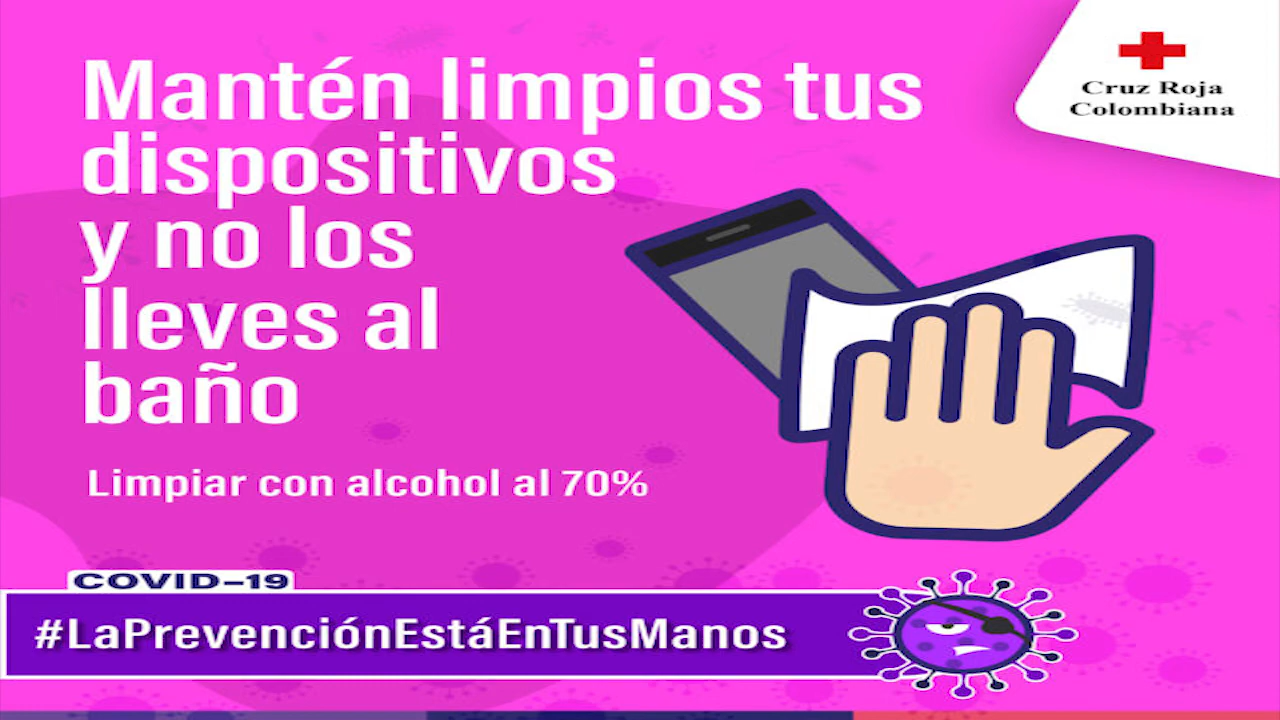 Mantén limpios tus
dispositivos
y no los
lleves al
baño
Limpiar con alcohol al 70%
Cruz Roja
Colombiana
COVID-19
#LaPrevenciónEstáEnTusManos